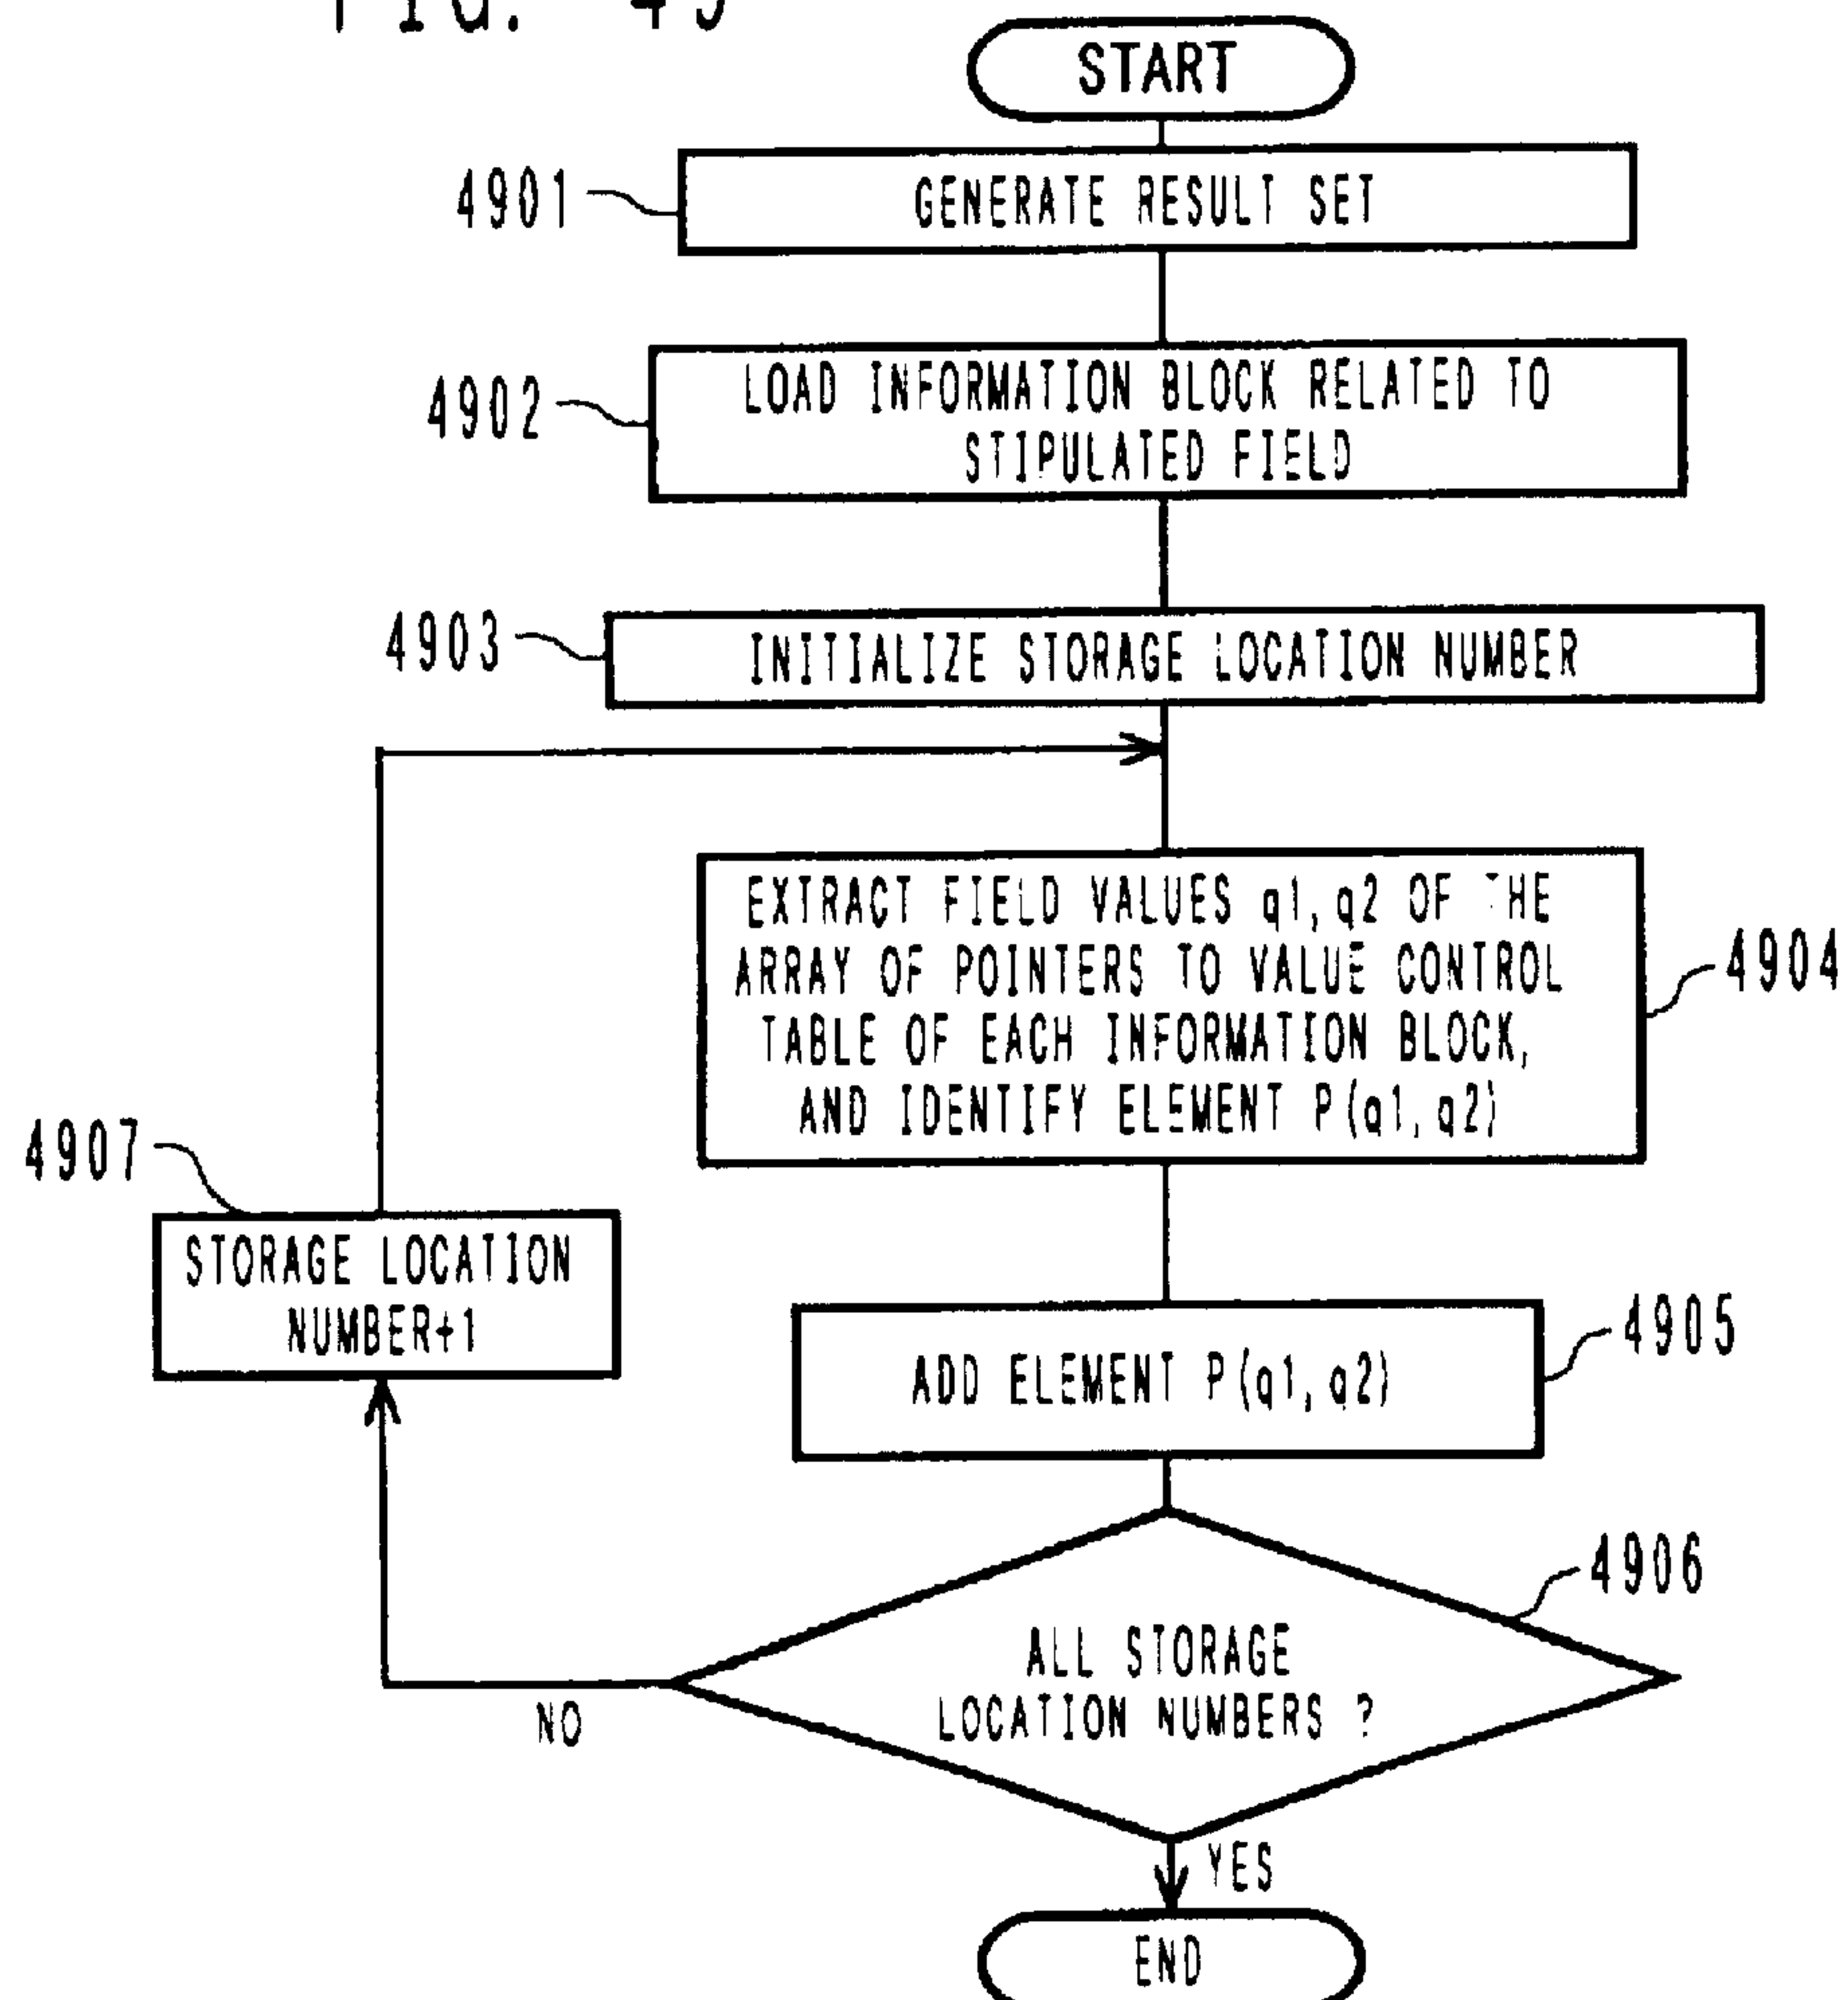 FIG. 49
START
4901
GENERATE RESULT SET
4902
LOAD INFORMATION BLOCK RELATED TO
STIPULATED FIELD
4903
INITIALIZE STORAGE LOCATION NUMBER
EXTRACT FIELD VALUES q1,q2 OF THE
ARRAY OF POINTERS TO VALUE CONTROL
TABLE OF EACH INFORMATION BLOCK,
AND IDENTIFY ELEMENT P(q1,q2)
4904
4907
STORAGE LOCATION
NUMBER+1
ADD ELEMENT P(q1,q2)
4905
4906
ALL STORAGE
LOCATION NUMBERS ?
NO
YES
END